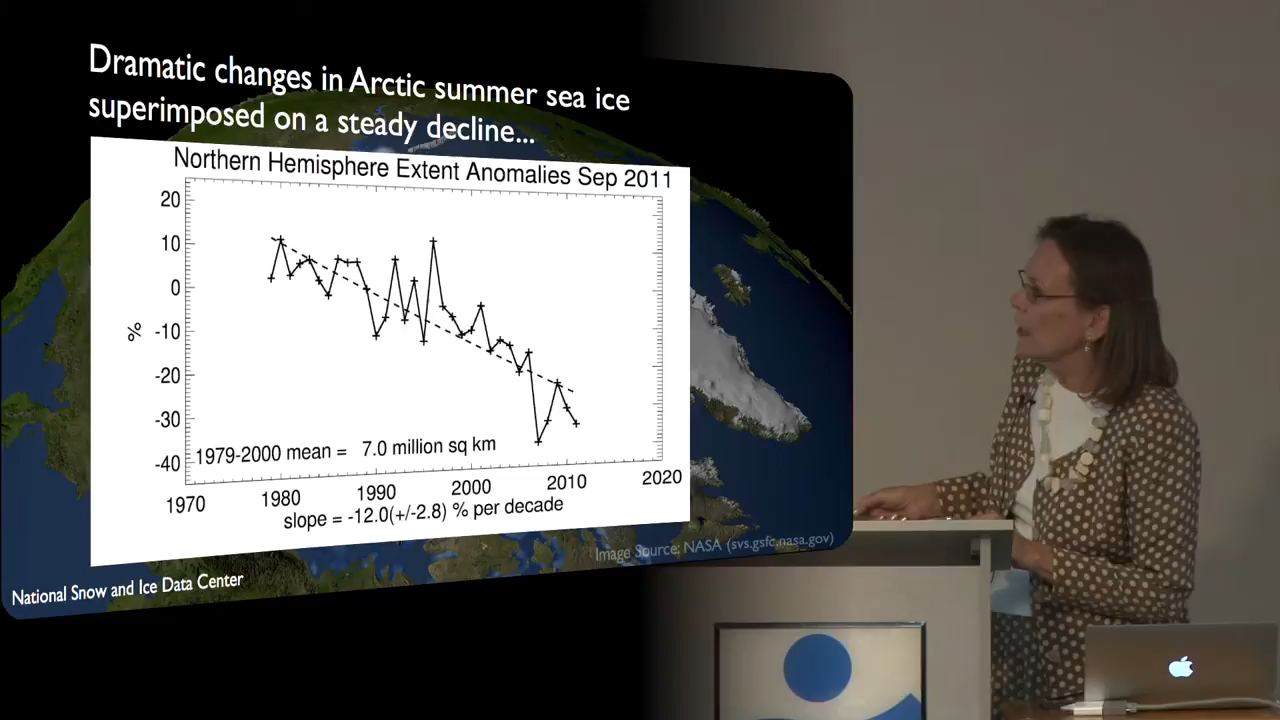 Dramatic changes in Arctic summer sea ice
superimposed on a steady decline...
Northern Hemisphere Extent Anomalies Sep 2011
20
10
0
-10
-20
-30
-40
%
1979-2000 mean = 7.0 million sq km
1970 1980 1990 2000 2010 2020
slope = -12.0(+/-2.8) % per decade
Image Source: NASA (svs.gsfc.nasa.gov)
National Snow and Ice Data Center